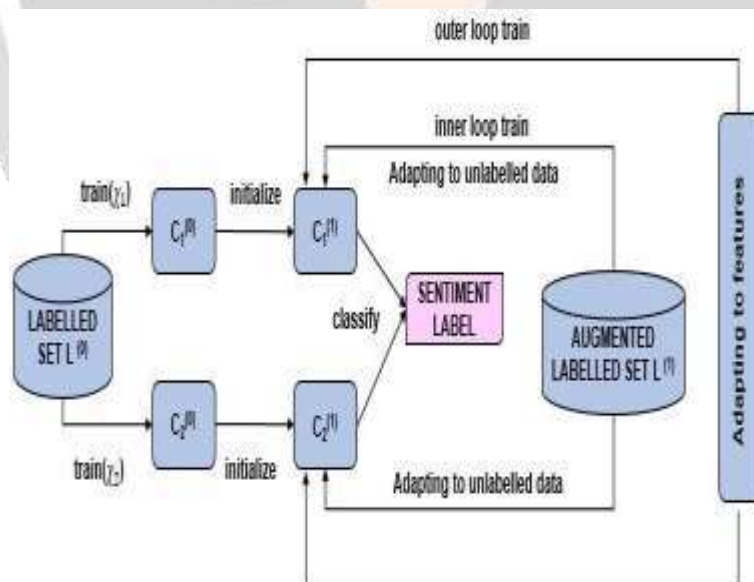 outer loop train
inner loop train
Adapting to unlabelled data
train(χ₁)
initialize
C₁⁽⁰⁾
C₁⁽¹⁾
LABELLED
SET L⁽⁰⁾
classify
SENTIMENT
LABEL
AUGMENTED
LABELLED SET L⁽¹⁾
Adapting to features
C₂⁽⁰⁾
C₂⁽¹⁾
train(χ₂)
initialize
Adapting to unlabelled data